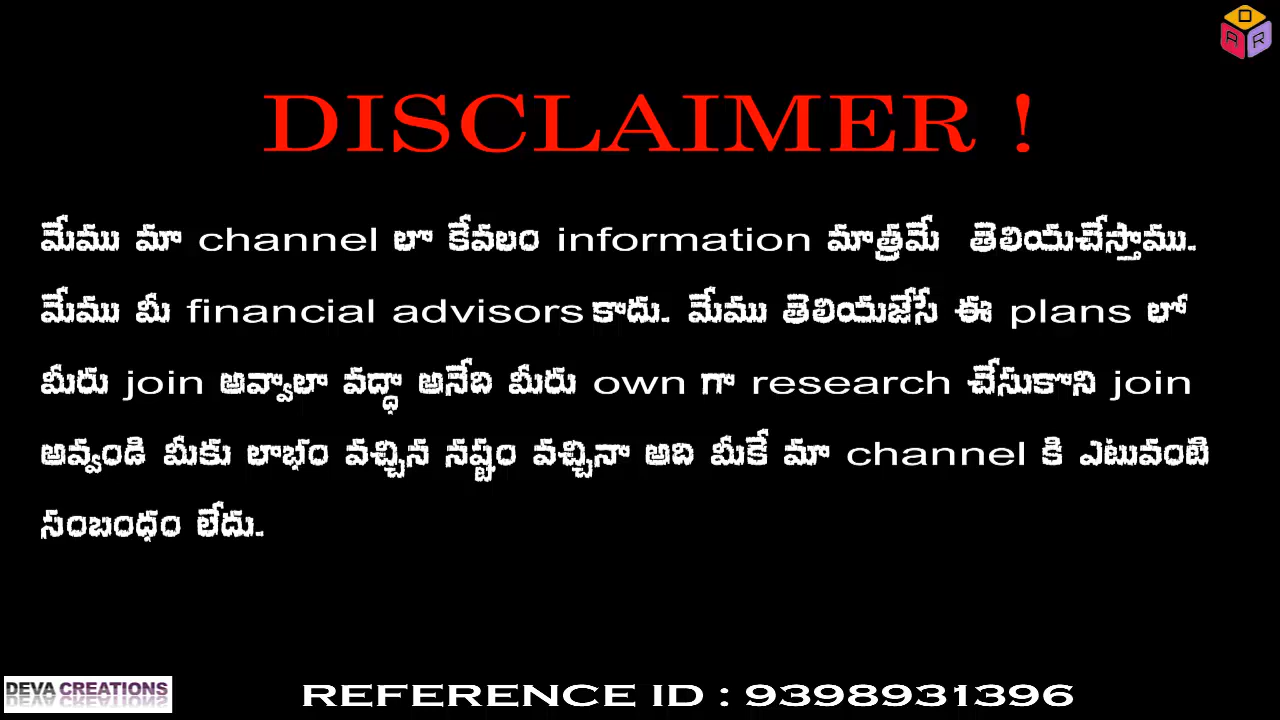 DISCLAIMER !
మేము మా channel లొ కేవలం information మాత్రమే తెలియచేస్తాము.
మేము మీ financial advisors కాదు. మేము తెలియజేసే ఈ plans లో
మీరు join అవ్వాలా వద్దా అనేది మీరు own గా research చేసుకొని join
అవ్వండి మీకు లాభం వచ్చిన నష్టం వచ్చినా అది మీకే మా channel కి ఎటువంటి
సంబంధం లేదు.
DEVA CREATIONS
REFERENCE ID : 9398931396
O
A R